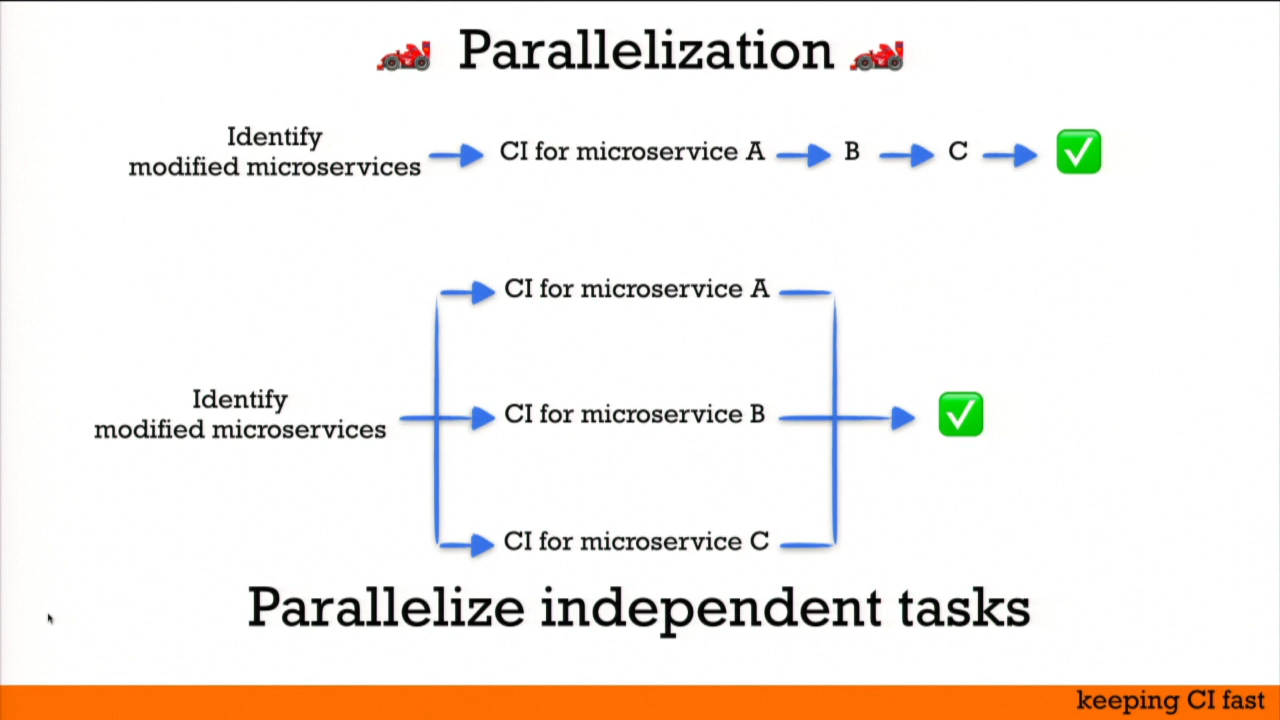 Parallelization
Identify
modified microservices
CI for microservice A
B
C
CI for microservice A
Identify
modified microservices
CI for microservice B
CI for microservice C
Parallelize independent tasks
keeping CI fast